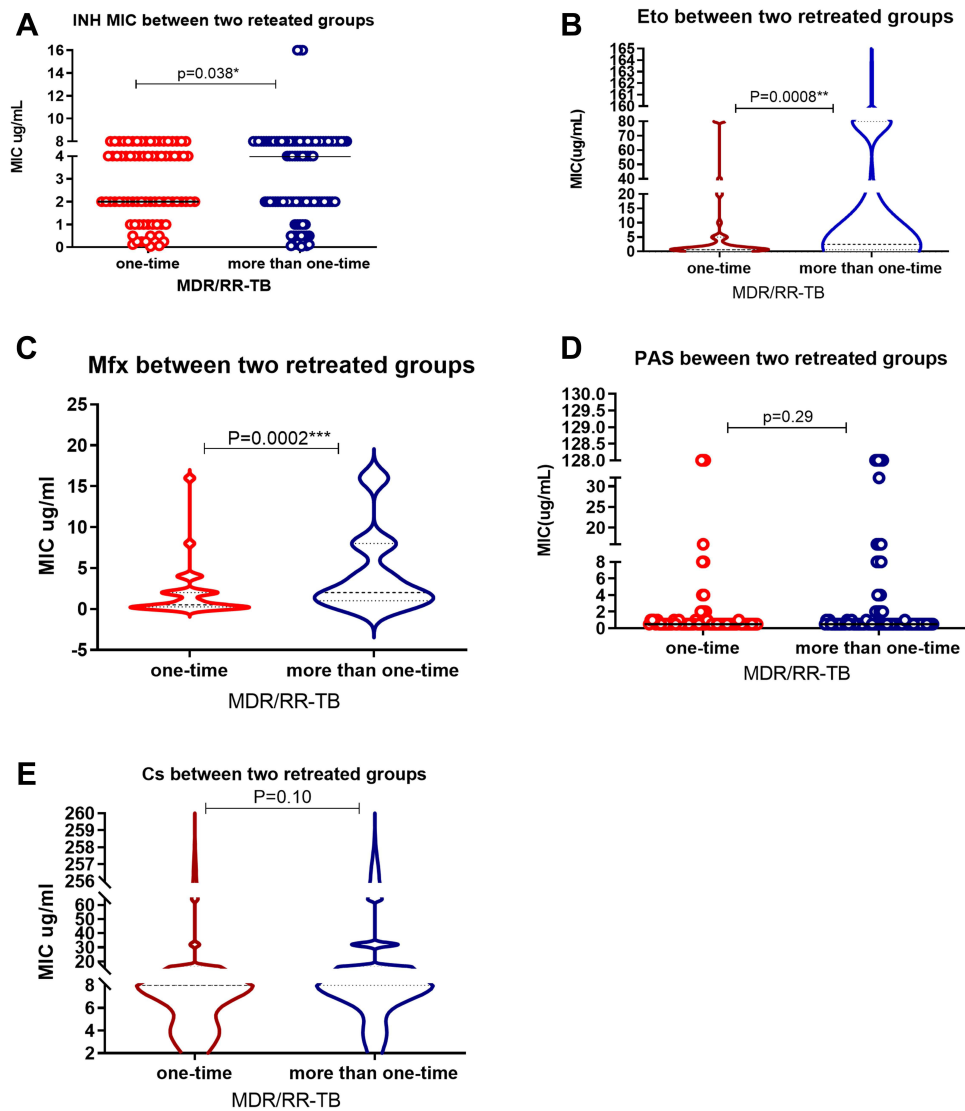 A
INH MIC between two reteated groups
16
14
12
10
8
4
3
2
1
0
MIC ug/mL
p=0.038*
one-time
more than one-time
MDR/RR-TB
B
Eto between two retreated groups
165
164
163
162
161
160
80
70
60
50
40
20
15
10
5
0
MIC(ug/mL)
P=0.0008**
one-time
more than one-time
MDR/RR-TB
C
Mfx between two retreated groups
25
20
15
10
5
0
-5
MIC ug/ml
P=0.0002***
one-time
more than one-time
MDR/RR-TB
D
PAS beween two retreated groups
130.0
129.5
129.0
128.5
128.0
30
25
20
15
8
6
4
2
0
MIC(ug/mL)
p=0.29
one-time
more than one-time
MDR/RR-TB
E
Cs between two retreated groups
P=0.10
260
259
258
257
256
60
50
40
30
20
8
6
4
2
MIC ug/ml
one-time
more than one-time
MDR/RR-TB